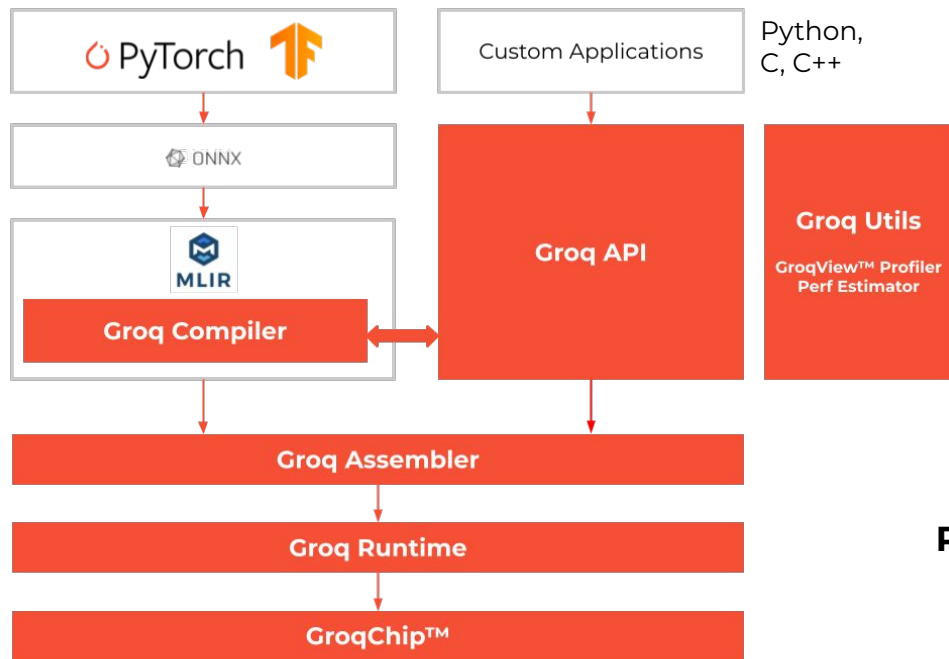 PyTorch
Custom Applications
Python,
C, C++
ONNX
MLIR
Groq Compiler
Groq API
Groq Utils
GroqView™ Profiler
Perf Estimator
Groq Assembler
Groq Runtime
GroqChip™